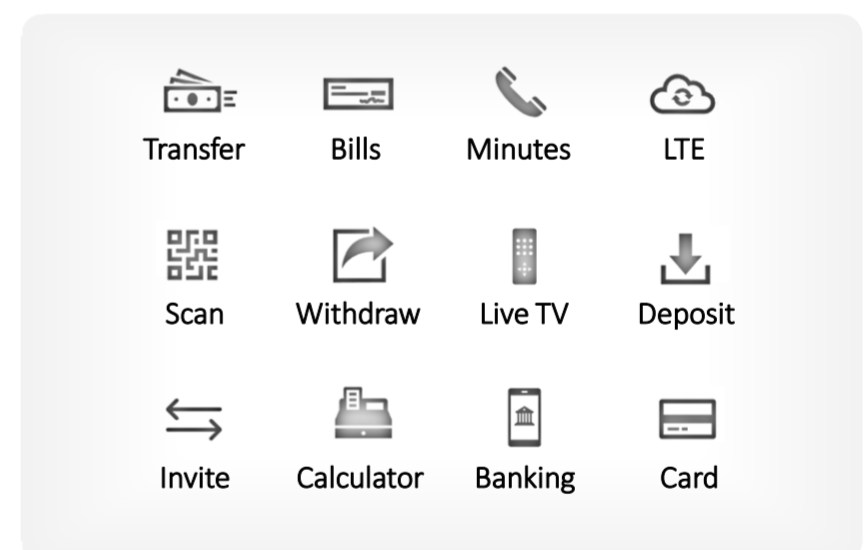 Transfer Bills Minutes LTE
Scan Withdraw Live TV Deposit
Invite Calculator Banking Card